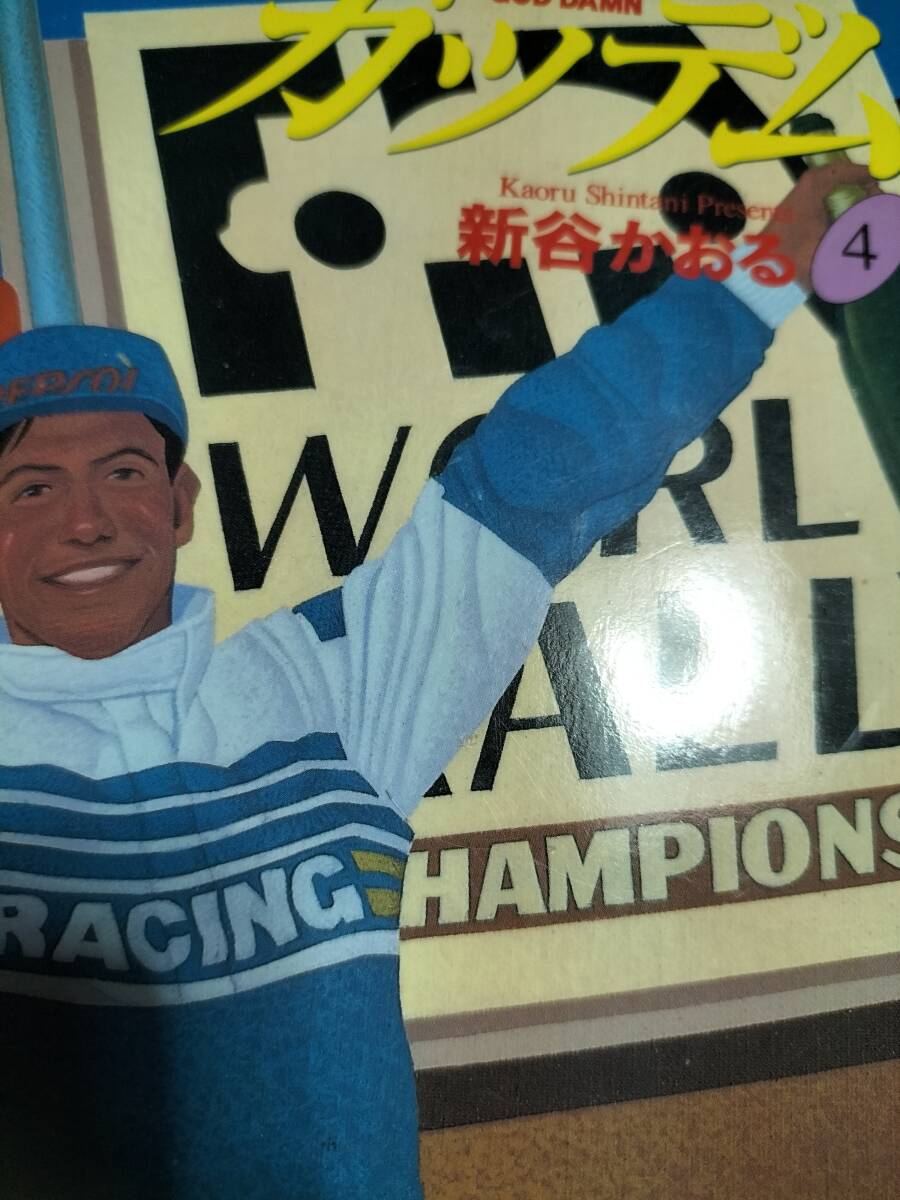 GOD DAMN
ガッデム
Kaoru Shintani Presents
新谷かおる
4
PEPSI
WORL
RALL
RACING
HAMPIONS